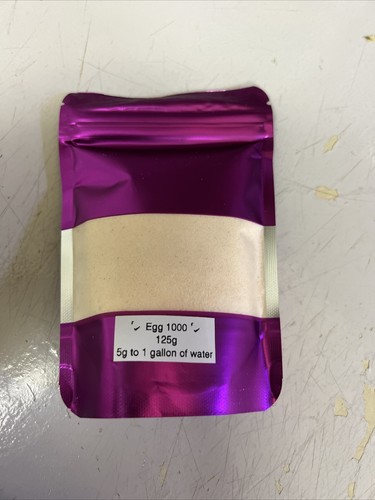 Egg 1000
125g
5g to 1 gallon of water